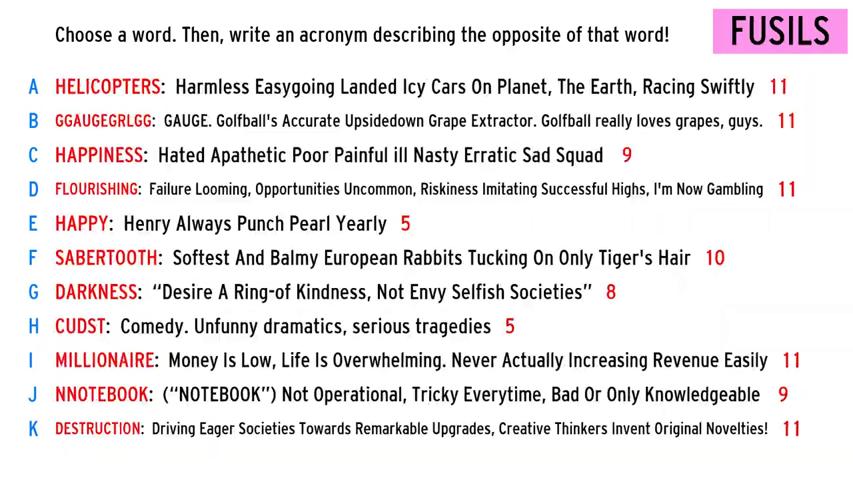 Choose a word. Then, write an acronym describing the opposite of that word!
FUSILS
A HELICOPTERS: Harmless Easygoing Landed Icy Cars On Planet, The Earth, Racing Swiftly 11
B GGAUGEGRLGG: GAUGE. Golfball's Accurate Upsidedown Grape Extractor. Golfball really loves grapes, guys. 11
C HAPPINESS: Hated Apathetic Poor Painful ill Nasty Erratic Sad Squad 9
D FLOURISHING: Failure Looming, Opportunities Uncommon, Riskiness Imitating Successful Highs, I'm Now Gambling 11
E HAPPY: Henry Always Punch Pearl Yearly 5
F SABERTOOTH: Softest And Balmy European Rabbits Tucking On Only Tiger's Hair 10
G DARKNESS: “Desire A Ring-of Kindness, Not Envy Selfish Societies” 8
H CUDST: Comedy. Unfunny dramatics, serious tragedies 5
I MILLIONAIRE: Money Is Low, Life Is Overwhelming. Never Actually Increasing Revenue Easily 11
J NNOTEBOOK: (“NOTEBOOK”) Not Operational, Tricky Everytime, Bad Or Only Knowledgeable 9
K DESTRUCTION: Driving Eager Societies Towards Remarkable Upgrades, Creative Thinkers Invent Original Novelties! 11